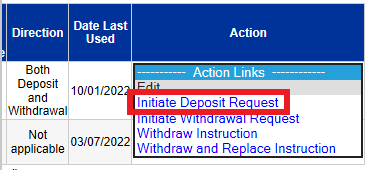 Direction
Date Last Used
Action
Both Deposit and Withdrawal
10/01/2022
----------- Action Links ------------
Edit
Initiate Deposit Request
Initiate Withdrawal Request
Withdraw Instruction
Withdraw and Replace Instruction
Not applicable
03/07/2022